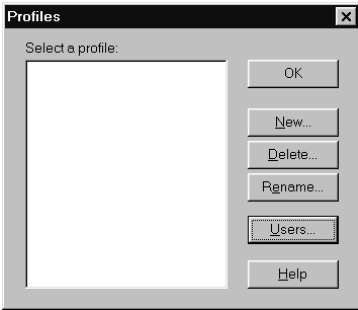 Profiles
Select a profile:
OK
New...
Delete...
Rename...
Users...
Help